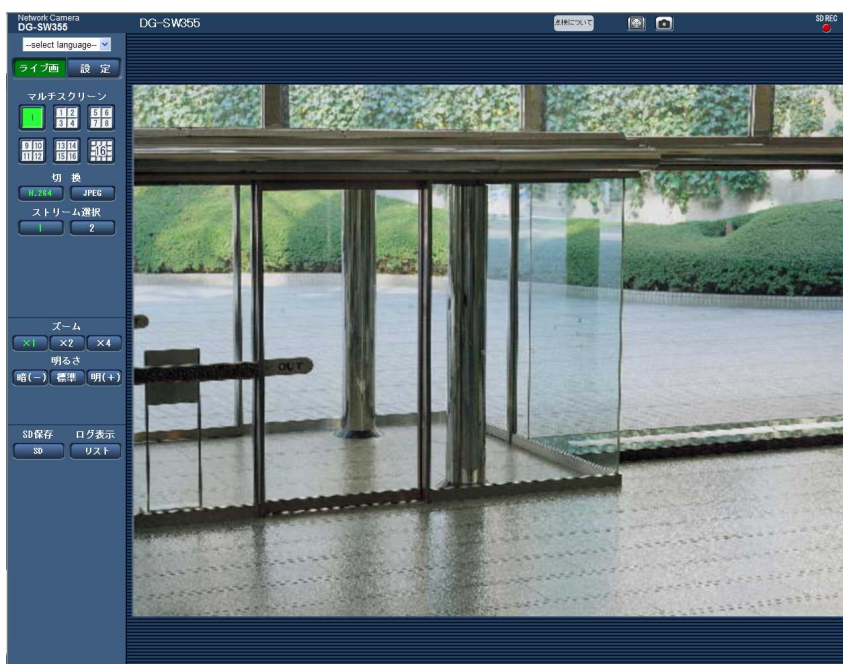 Network Camera
DG-SW355
DG-SW355
点検について
SD REC
--select language--
ライブ画
設 定
マルチスクリーン
1
1 2
3 4
5 6
7 8
9 10
11 12
13 14
15 16
16
切 換
H.264
JPEG
ストリーム選択
1
2
ズーム
×1
×2
×4
明るさ
暗(−)
標準
明(+)
SD保存
ログ表示
SD
リスト
OUT